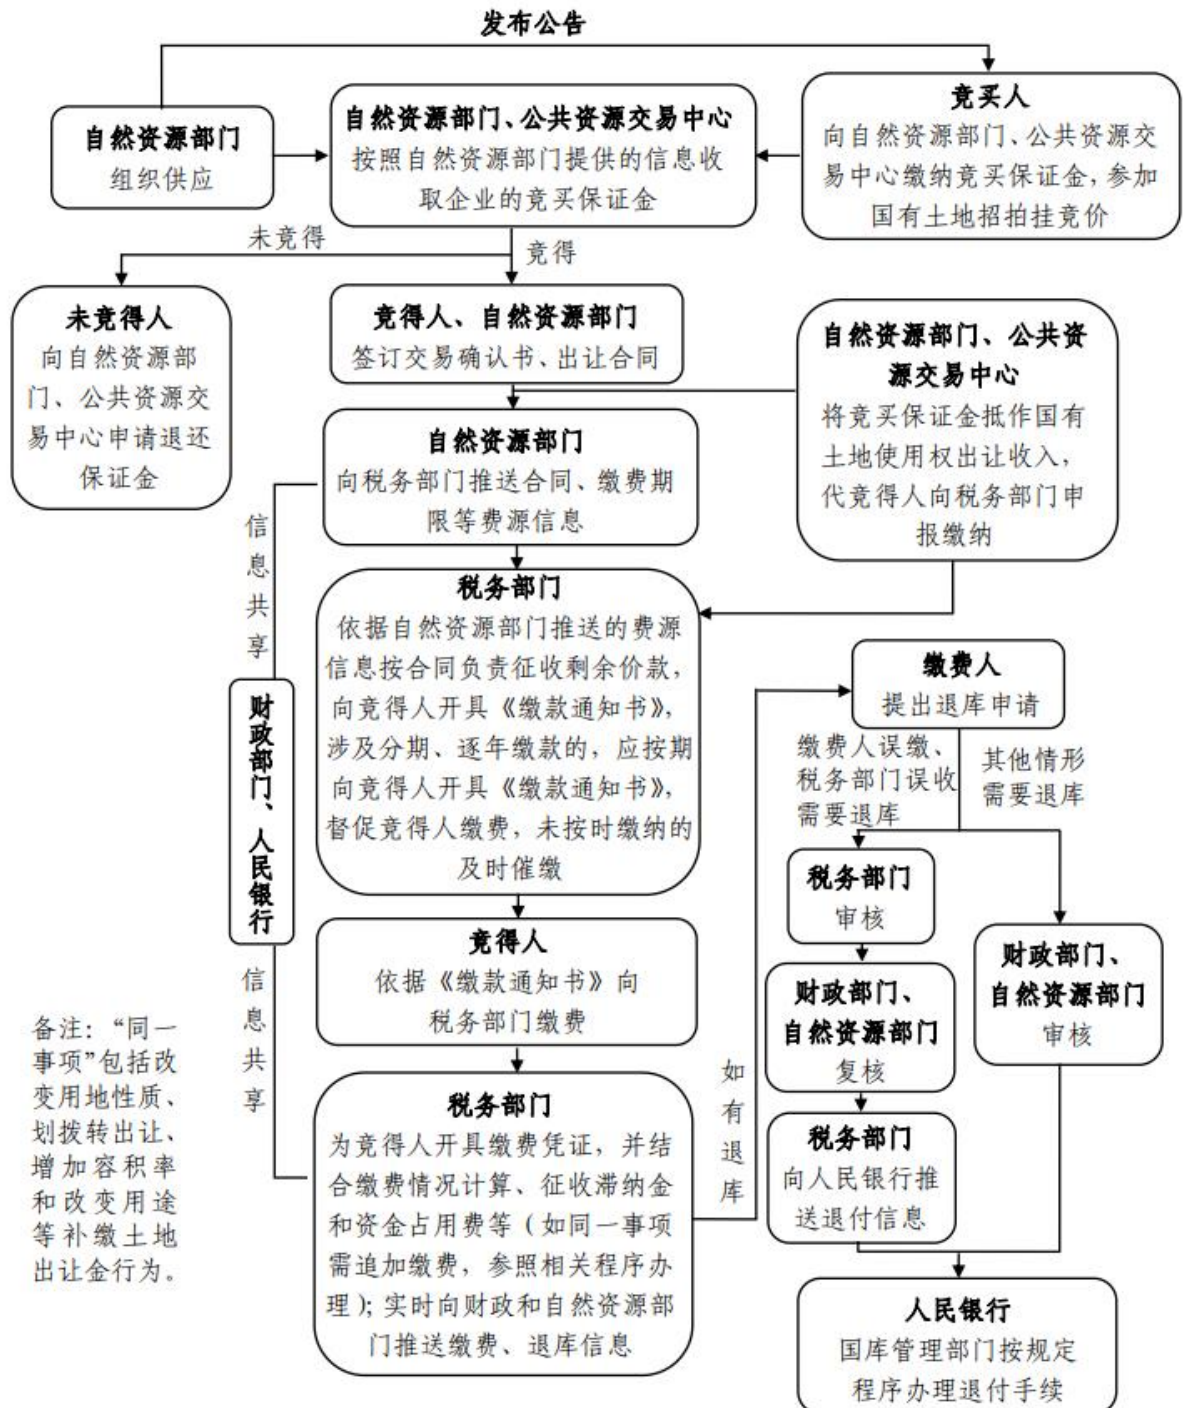 发布公告
自然资源部门
组织供应
自然资源部门、公共资源交易中心
按照自然资源部门提供的信息收
取企业的竞买保证金
竞买人
向自然资源部门、公共资源交
易中心缴纳竞买保证金，参加
国有土地招拍挂竞价
未竞得
竞得
未竞得人
向自然资源部
门、公共资源交
易中心申请退还
保证金
竞得人、自然资源部门
签订交易确认书、出让合同
自然资源部门、公共资
源交易中心
将竞买保证金抵作国有
土地使用权出让收入，
代竞得人向税务部门申
报缴纳
自然资源部门
向税务部门推送合同、缴费期
限等费源信息
信息共享
税务部门
依据自然资源部门推送的费源
信息按合同负责征收剩余价款，
向竞得人开具《缴款通知书》，
涉及分期、逐年缴款的，应按期
向竞得人开具《缴款通知书》，
督促竞得人缴费，未按时缴纳的
及时催缴
财政部门、人民银行
信息共享
竞得人
依据《缴款通知书》向
税务部门缴费
税务部门
为竞得人开具缴费凭证，并结
合缴费情况计算、征收滞纳金
和资金占用费等（如同一事项
需追加缴费，参照相关程序办
理）；实时向财政和自然资源部
门推送缴费、退库信息
如有退库
缴费人
提出退库申请
缴费人误缴、
税务部门误收
需要退库
其他情形
需要退库
税务部门
审核
财政部门、
自然资源部门
复核
税务部门
向人民银行推
送退付信息
财政部门、
自然资源部门
审核
人民银行
国库管理部门按规定
程序办理退付手续
备注：“同一
事项”包括改
变用地性质、
划拨转出让、
增加容积率
和改变用途
等补缴土地
出让金行为。